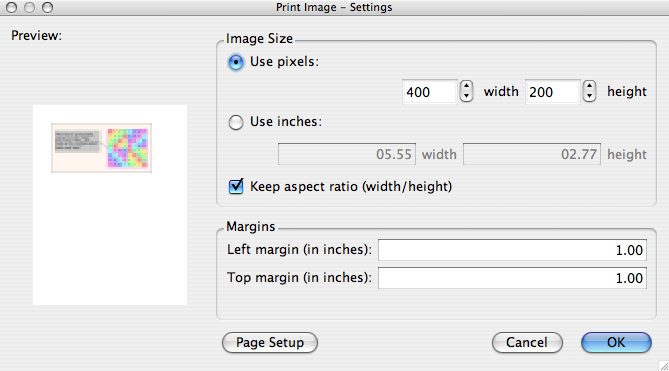 Print Image – Settings
Preview:
Image Size
Use pixels:
400 width 200 height
Use inches:
05.55 width 02.77 height
Keep aspect ratio (width/height)
Margins
Left margin (in inches): 1.00
Top margin (in inches): 1.00
Page Setup Cancel OK